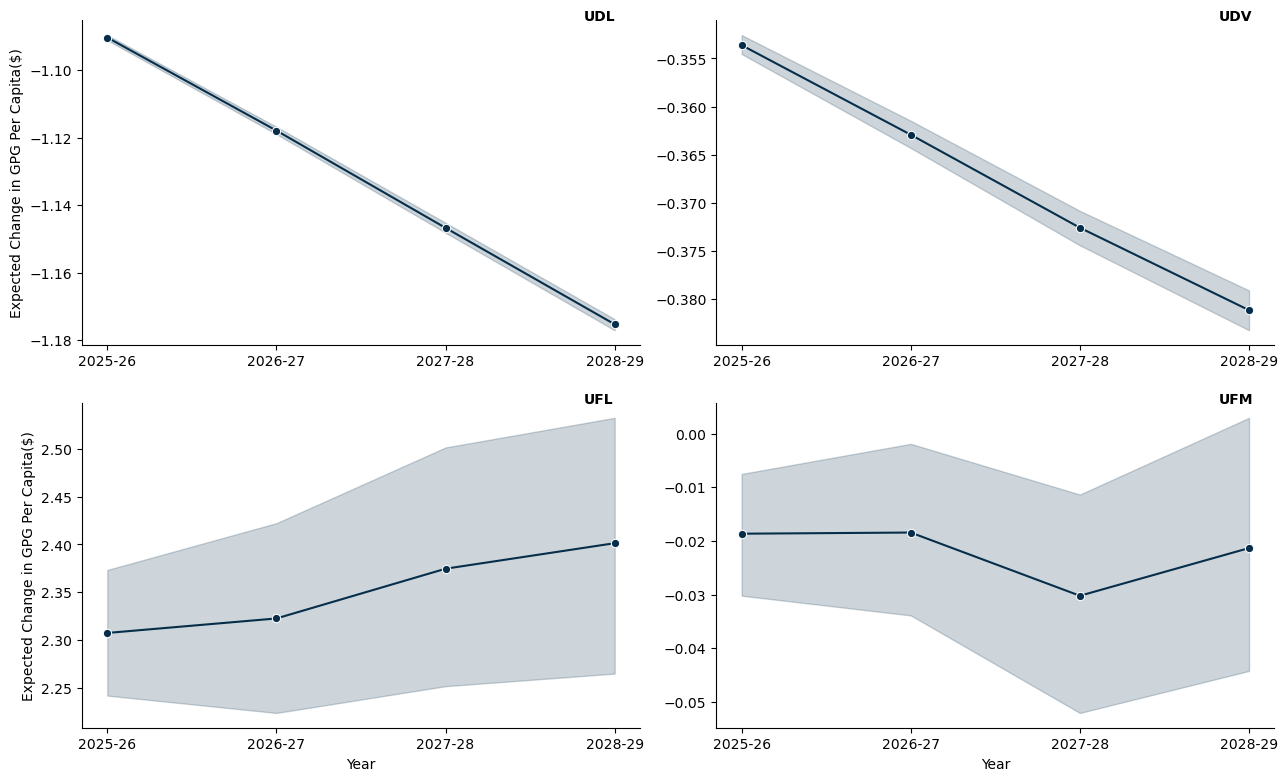 UDL
Expected Change in GPG Per Capita($)
−1.10
−1.12
−1.14
−1.16
−1.18
2025-26 2026-27 2027-28 2028-29
UDV
−0.355
−0.360
−0.365
−0.370
−0.375
−0.380
2025-26 2026-27 2027-28 2028-29
UFL
Expected Change in GPG Per Capita($)
2.50
2.45
2.40
2.35
2.30
2.25
2025-26 2026-27 2027-28 2028-29
Year
UFM
0.00
−0.01
−0.02
−0.03
−0.04
−0.05
2025-26 2026-27 2027-28 2028-29
Year